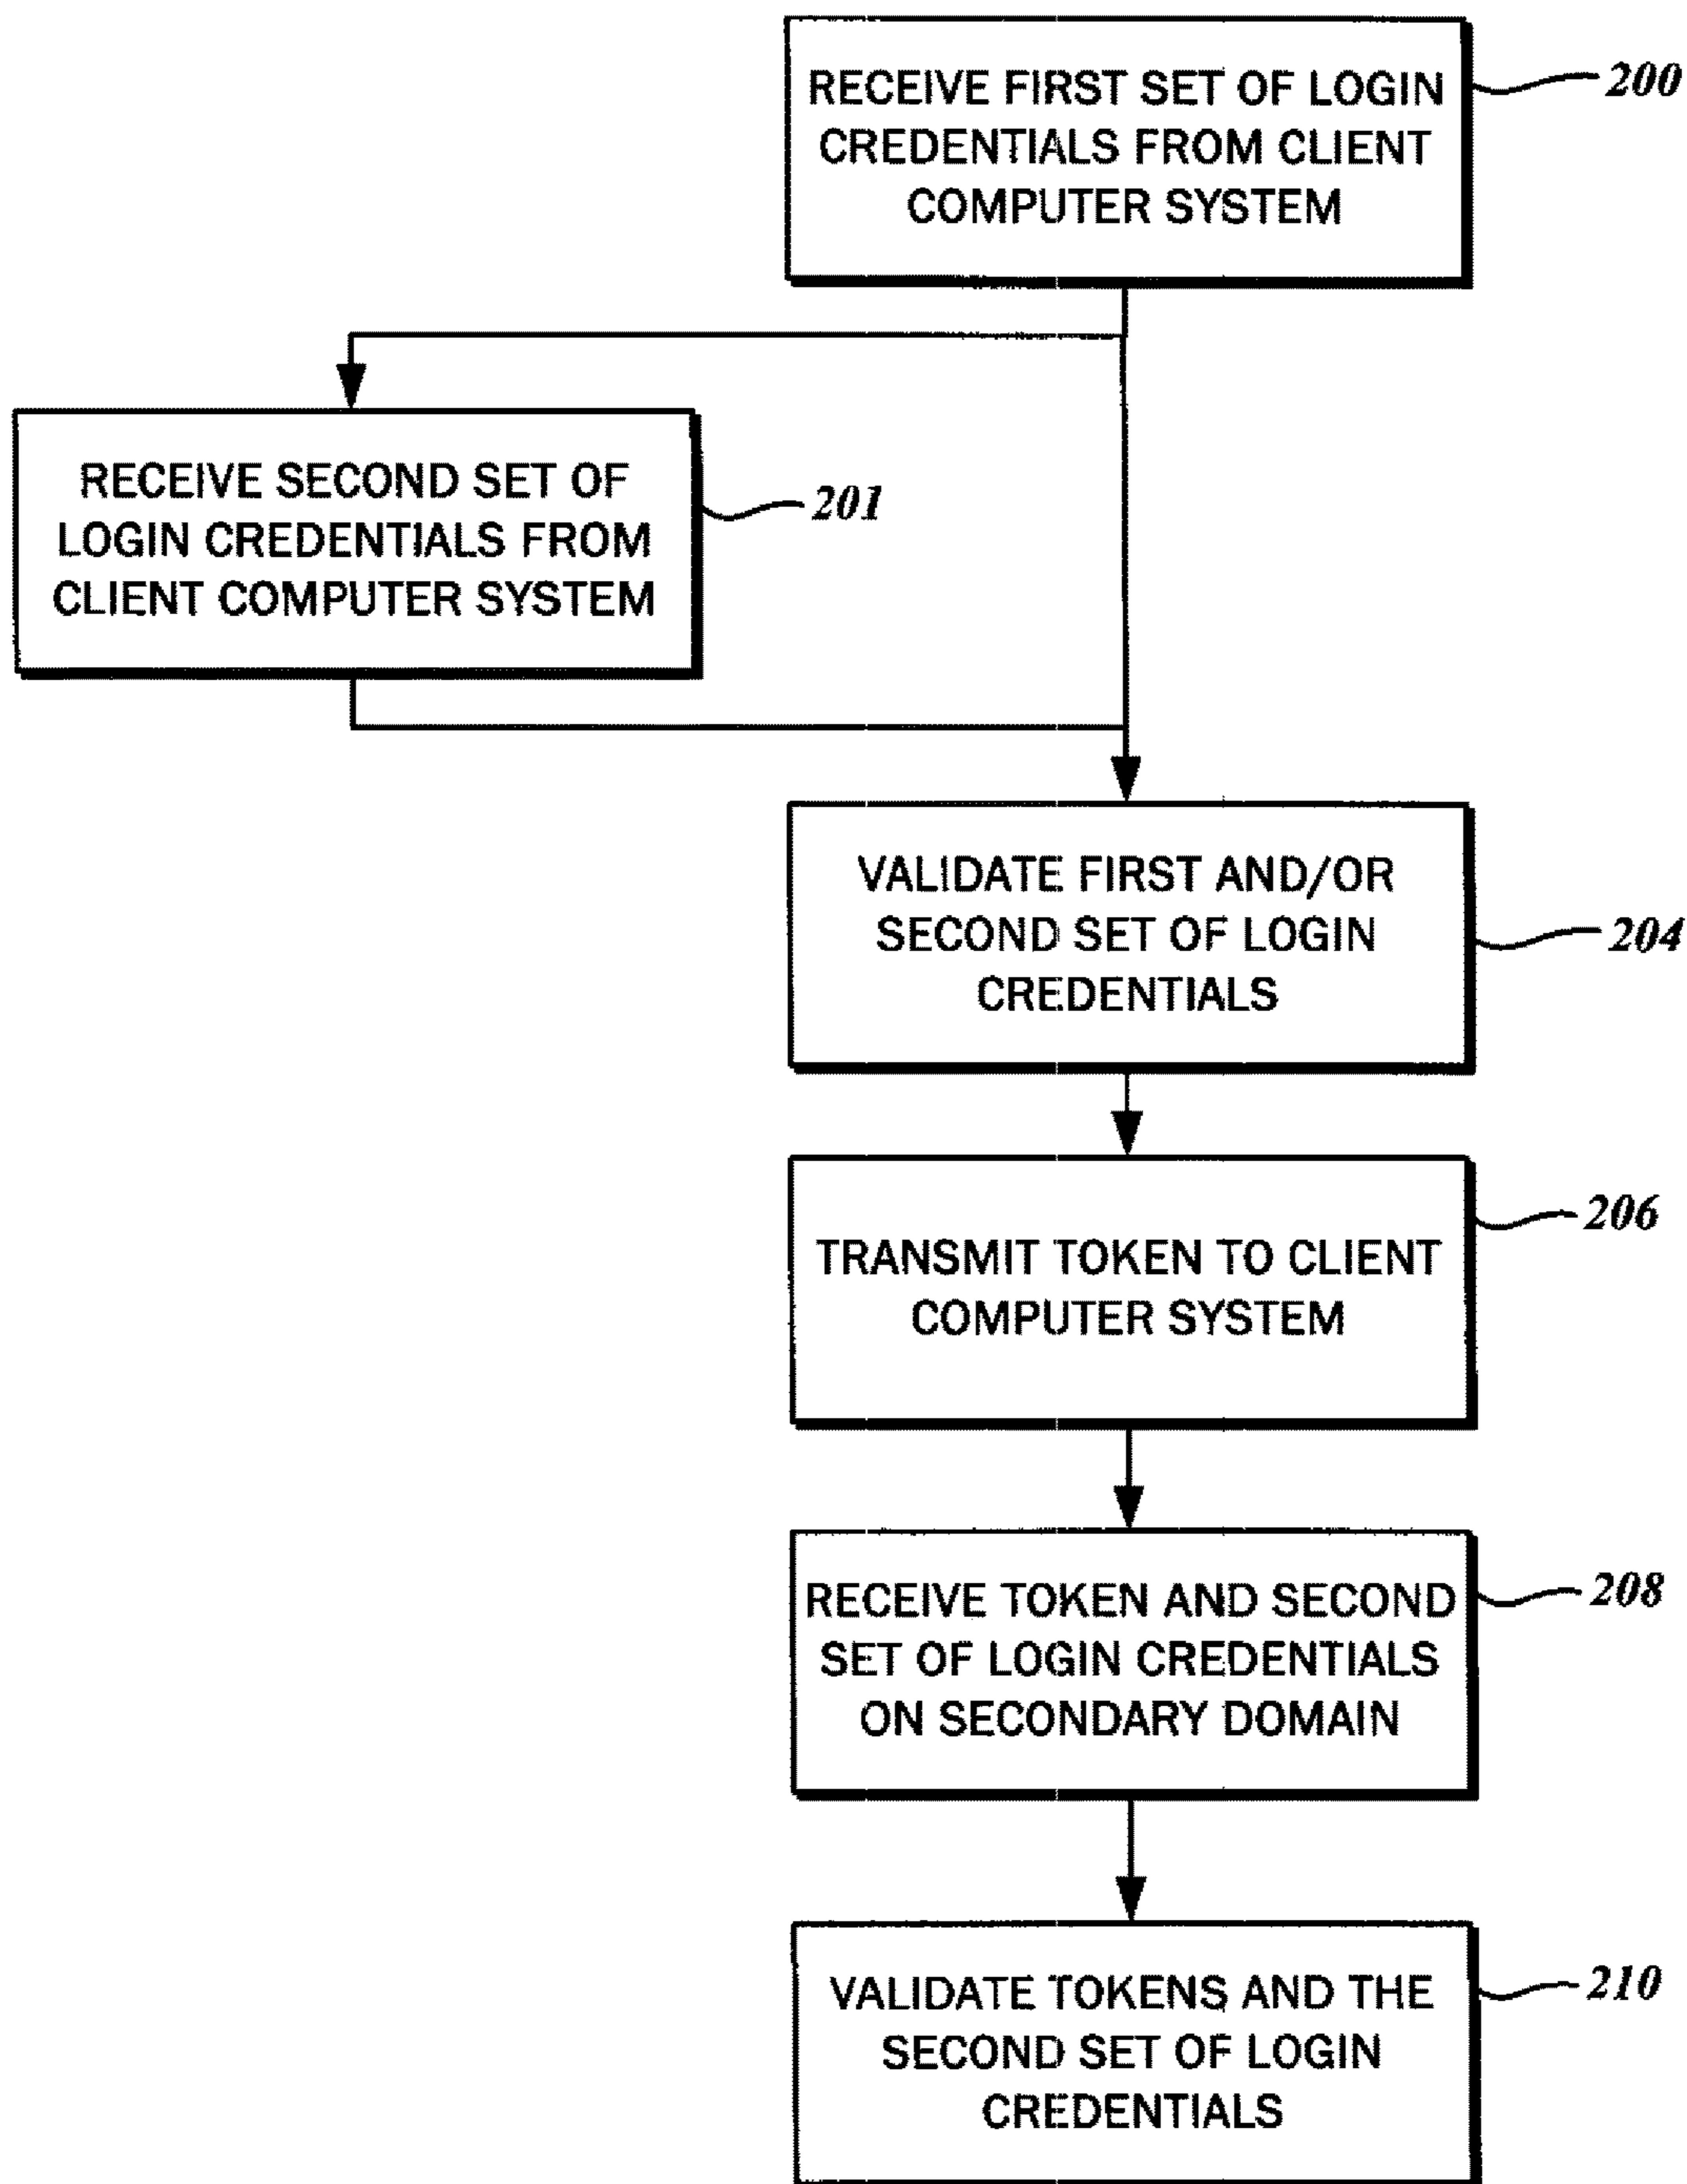 RECEIVE FIRST SET OF LOGIN
CREDENTIALS FROM CLIENT
COMPUTER SYSTEM
200
RECEIVE SECOND SET OF
LOGIN CREDENTIALS FROM
CLIENT COMPUTER SYSTEM
201
VALIDATE FIRST AND/OR
SECOND SET OF LOGIN
CREDENTIALS
204
TRANSMIT TOKEN TO CLIENT
COMPUTER SYSTEM
206
RECEIVE TOKEN AND SECOND
SET OF LOGIN CREDENTIALS
ON SECONDARY DOMAIN
208
VALIDATE TOKENS AND THE
SECOND SET OF LOGIN
CREDENTIALS
210